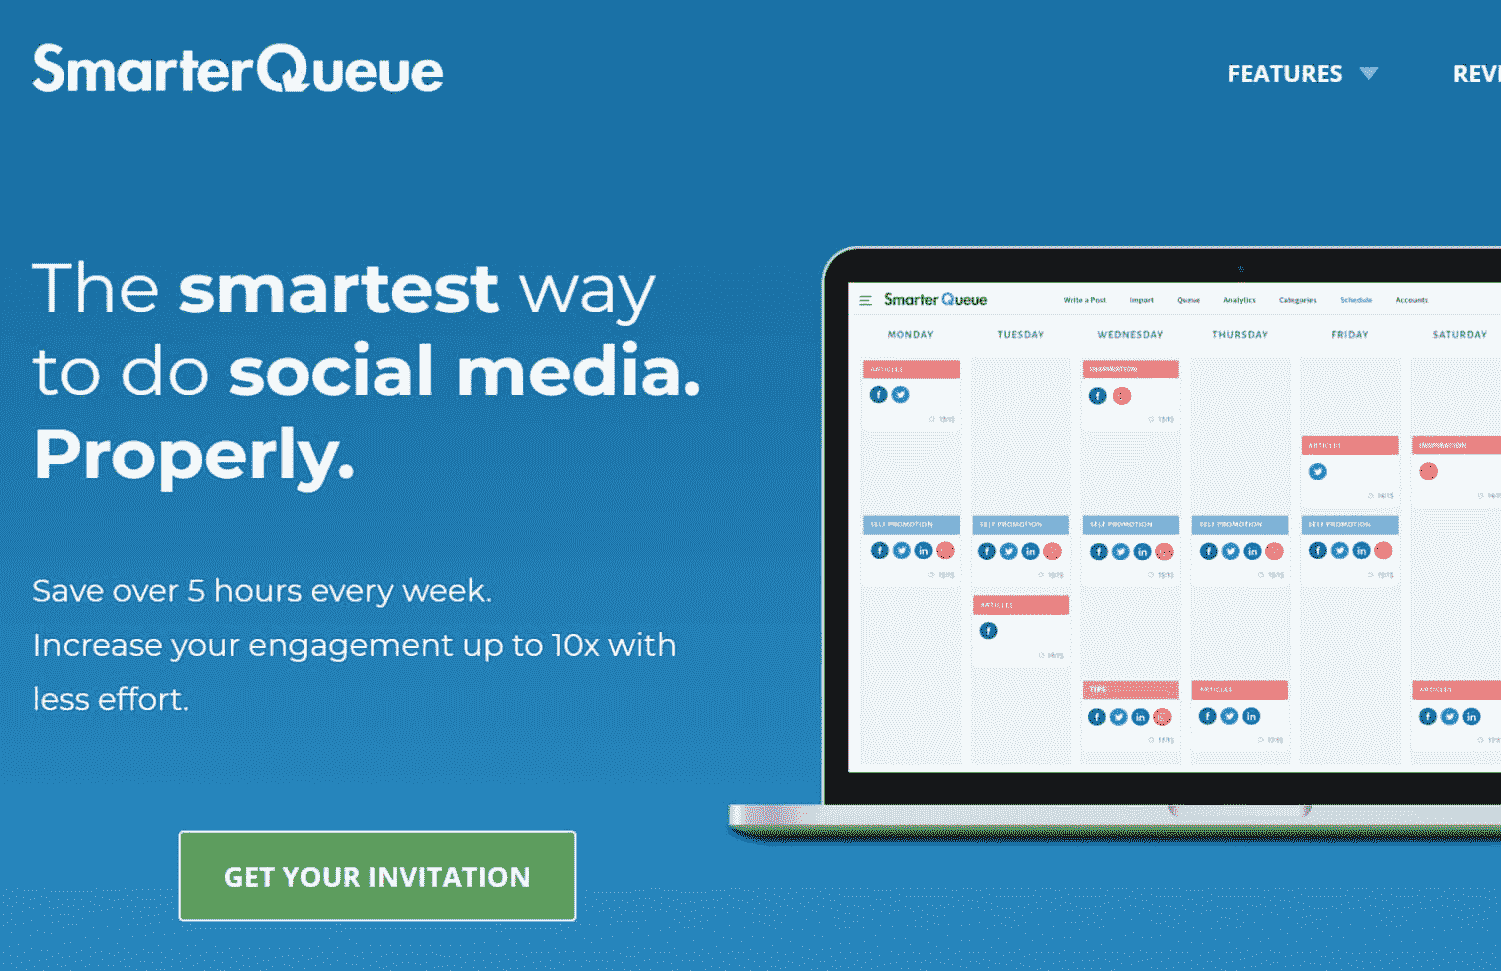 SmarterQueue
FEATURES
REVI
The smartest way
to do social media.
Properly.
Save over 5 hours every week.
Increase your engagement up to 10x with
less effort.
GET YOUR INVITATION
Smarter Queue
Write a Post Import Queue Analytics Categories Schedule Accounts
MONDAY TUESDAY WEDNESDAY THURSDAY FRIDAY SATURDAY
ARTICLES INSPIRATION
ARTICLES INSPIRATION
SELF PROMOTION SELF PROMOTION SELF PROMOTION SELF PROMOTION SELF PROMOTION
ARTICLES
TIPS ARTICLES ARTICLES